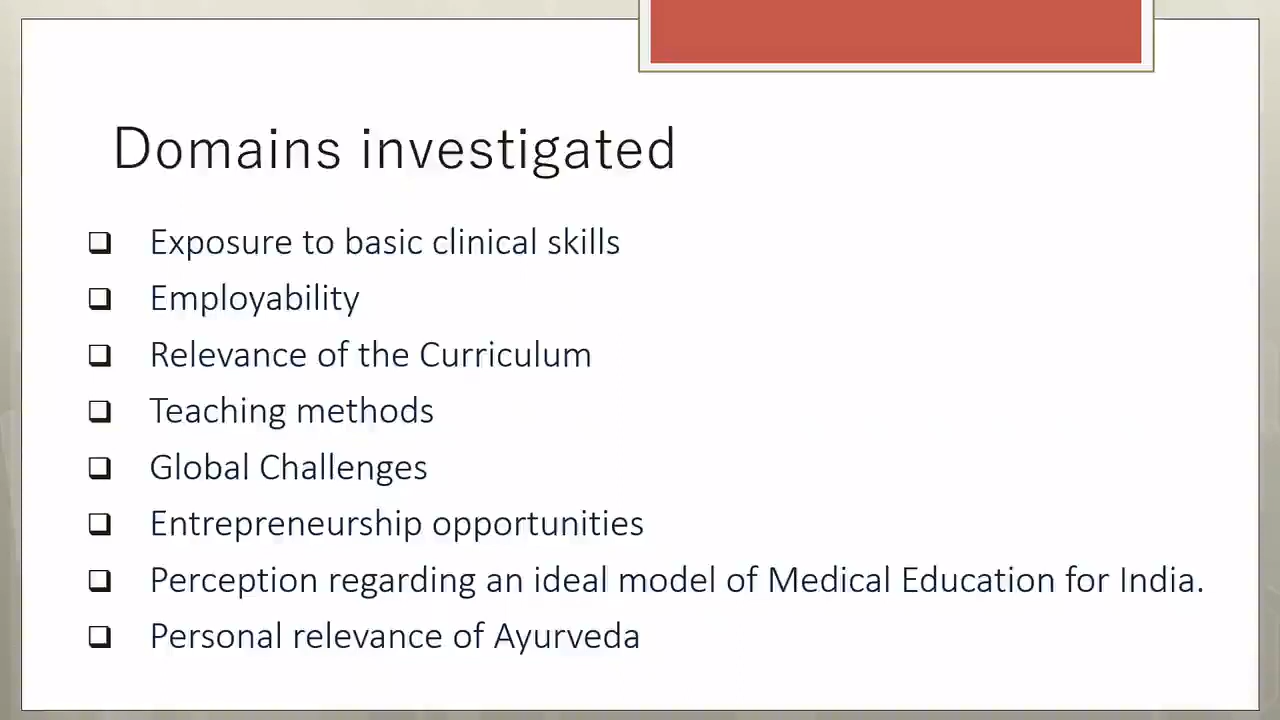 Domains investigated
❑ Exposure to basic clinical skills
❑ Employability
❑ Relevance of the Curriculum
❑ Teaching methods
❑ Global Challenges
❑ Entrepreneurship opportunities
❑ Perception regarding an ideal model of Medical Education for India.
❑ Personal relevance of Ayurveda